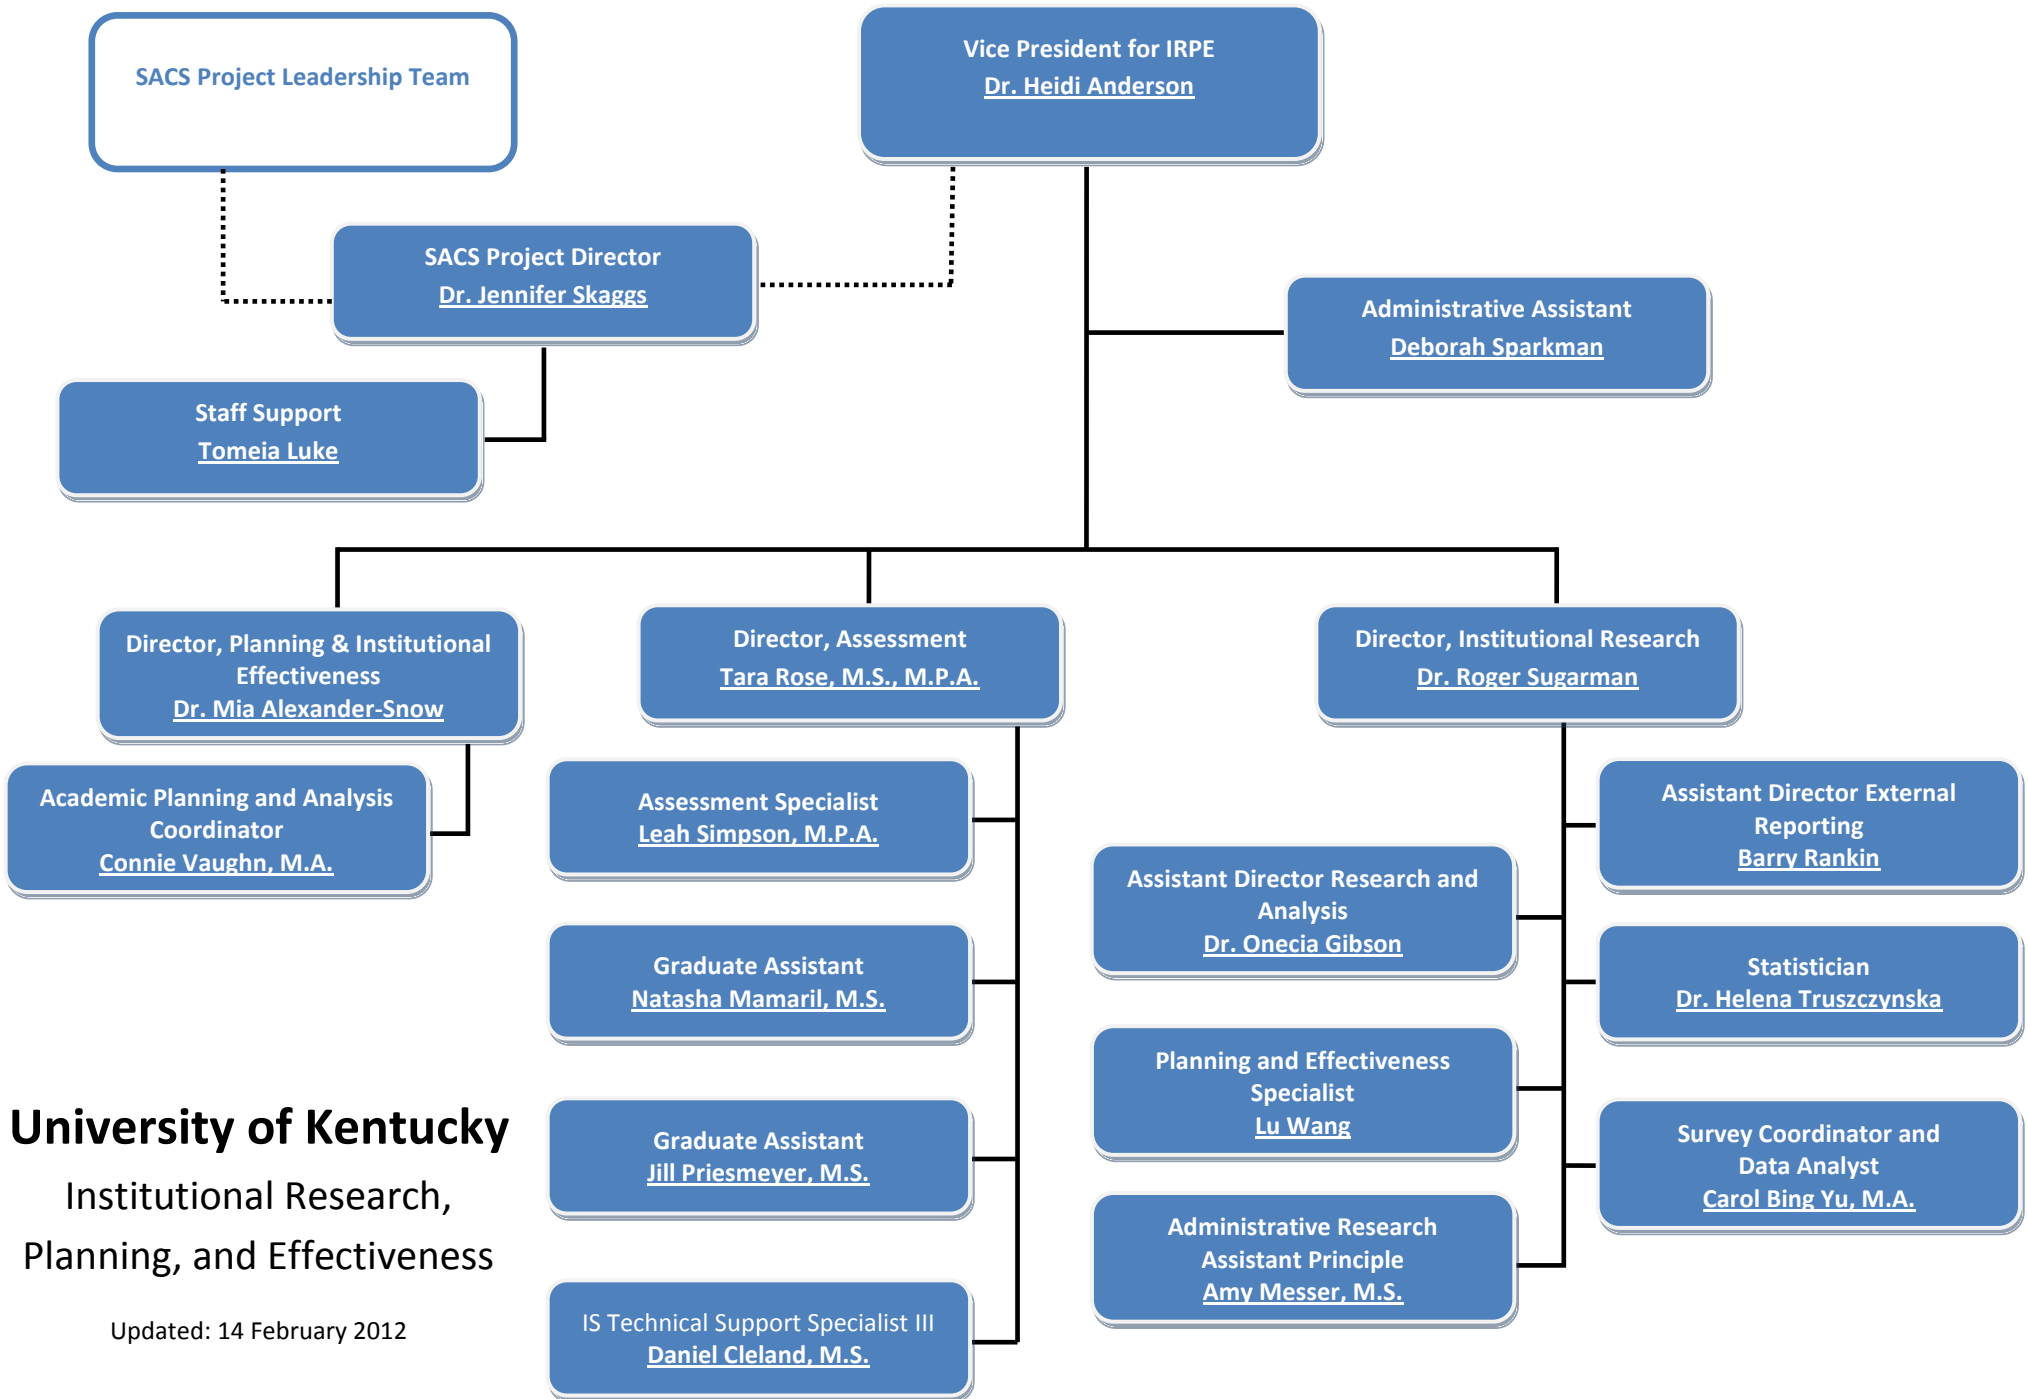 SACS Project Leadership Team
Vice President for IRPE
Dr. Heidi Anderson
SACS Project Director
Dr. Jennifer Skaggs
Administrative Assistant
Deborah Sparkman
Staff Support
Tomeia Luke
Director, Planning & Institutional
Effectiveness
Dr. Mia Alexander-Snow
Director, Assessment
Tara Rose, M.S., M.P.A.
Director, Institutional Research
Dr. Roger Sugarman
Academic Planning and Analysis
Coordinator
Connie Vaughn, M.A.
Assessment Specialist
Leah Simpson, M.P.A.
Graduate Assistant
Natasha Mamaril, M.S.
Graduate Assistant
Jill Priesmeyer, M.S.
IS Technical Support Specialist III
Daniel Cleland, M.S.
Assistant Director Research and
Analysis
Dr. Onecia Gibson
Planning and Effectiveness
Specialist
Lu Wang
Administrative Research
Assistant Principle
Amy Messer, M.S.
Assistant Director External
Reporting
Barry Rankin
Statistician
Dr. Helena Truszczynska
Survey Coordinator and
Data Analyst
Carol Bing Yu, M.A.
University of Kentucky
Institutional Research,
Planning, and Effectiveness
Updated: 14 February 2012